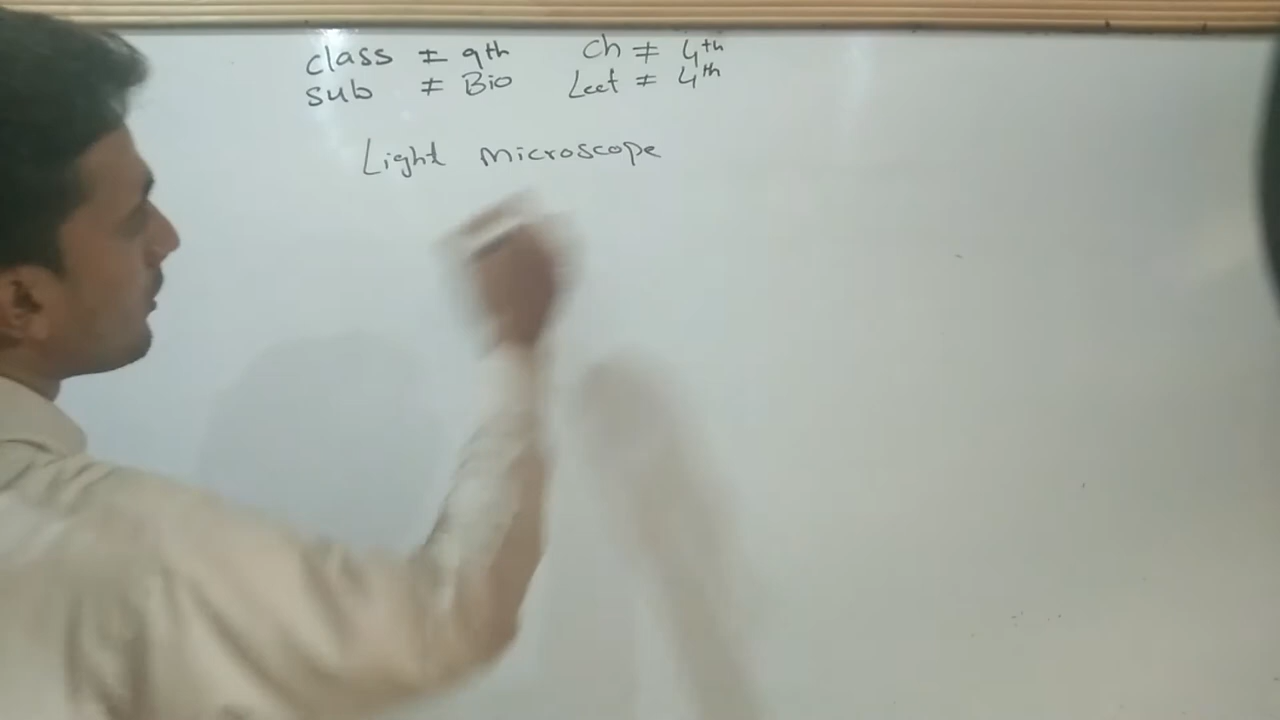 class ≠ 9th Ch ≠ 4th
Sub ≠ Bio Lect ≠ 4th
Light microscope